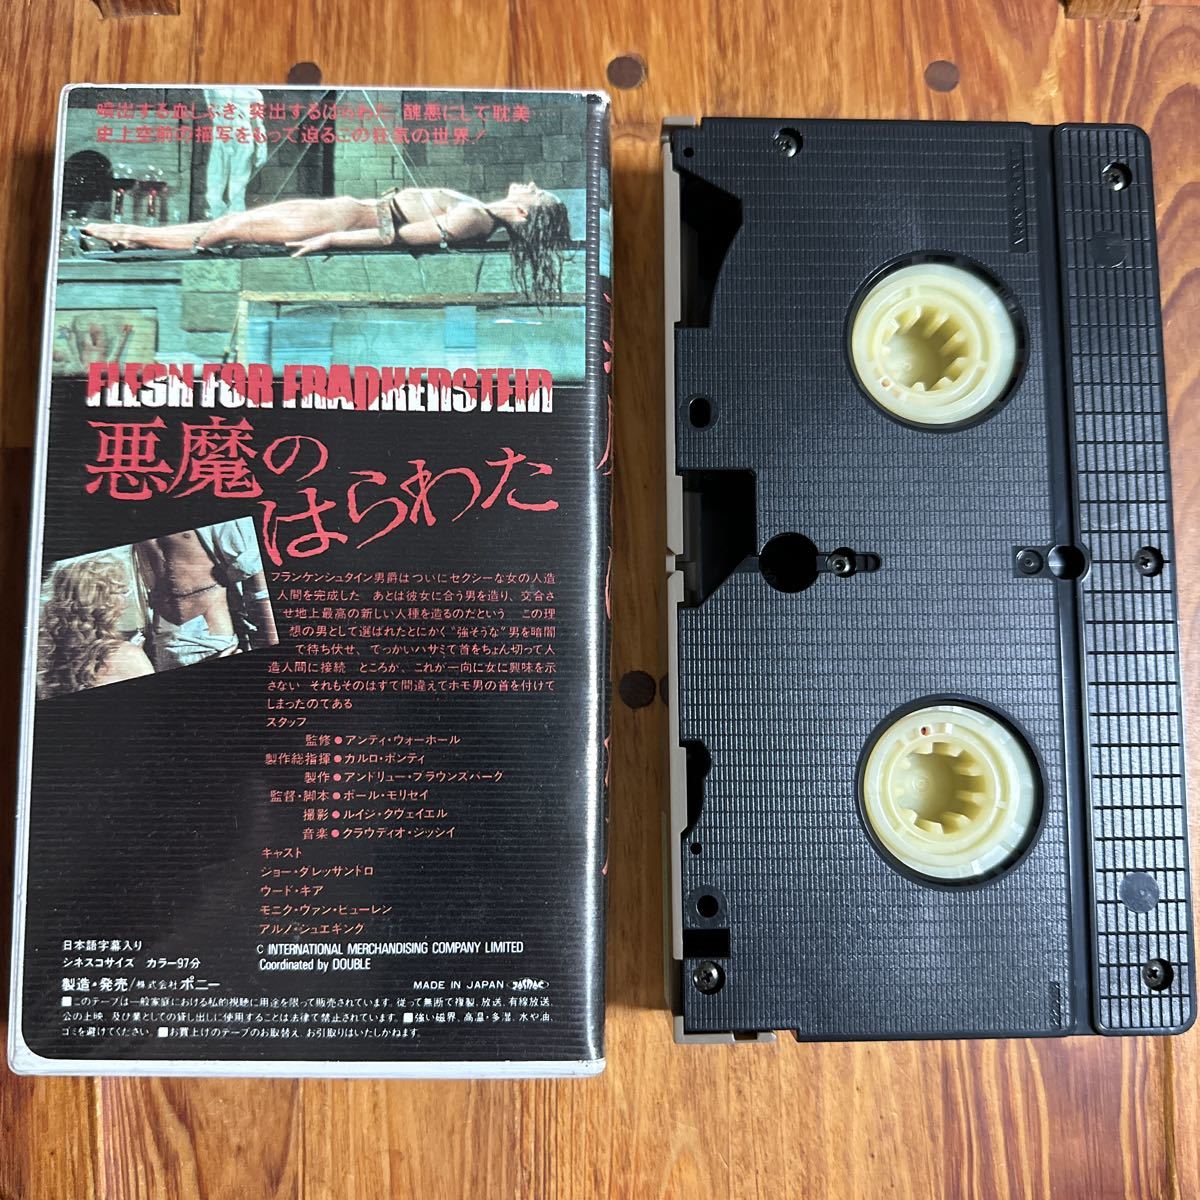 噴出する血しぶき、突出するはらわた、醜悪にして耽美
史上空前の描写をもって迫るこの狂気の世界!
FLESH FOR FRANKENSTEIN
悪魔の
はらわた
フランケンシュタイン男爵はついにセクシーな女の人造
人間を完成した あとは彼女に合う男を造り、交合さ
せ地上最高の新しい人種を造るのだという この理
想の男として選ばれたとにかく“強そうな”男を暗闇
で待ち伏せ、でっかいハサミで首をちょん切って人
造人間に接続 ところが、これが一向に女に興味を示
さない それもそのはずで間違えてホモ男の首を付けて
しまったのである
スタッフ
監修●アンディ・ウォーホール
製作総指揮●カルロ・ポンティ
製作●アンドリュー・ブラウンズバーク
監督・脚本●ポール・モリセイ
撮影●ルイジ・クヴェイエル
音楽●クラウディオ・ジッシイ
キャスト
ジョー・ダレッサンドロ
ウード・キア
モニク・ヴァン・ビューレン
アルノ・ジュエギング
日本語字幕入り
シネスコサイズ カラー97分
© INTERNATIONAL MERCHANDISING COMPANY LIMITED
Coordinated by DOUBLE
製造・発売/株式会社 ポニー
MADE IN JAPAN
■このテープは一般家庭における私的視聴に用途を限って販売されています。従って無断で複製、放送、有線放送、
公の上映、及び業としての貸し出しに使用することは法律で禁止されています。■強い磁界、高温・多湿、水や油、
ゴミを避けてください。■お買上げのテープのお取替え、お引取りはいたしかねます。